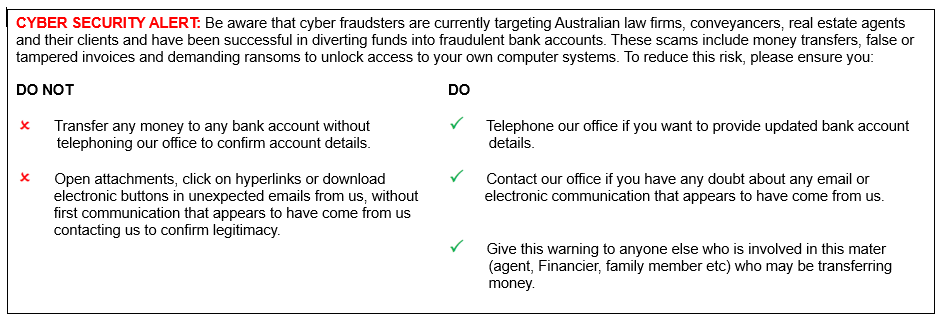 CYBER SECURITY ALERT: Be aware that cyber fraudsters are currently targeting Australian law firms, conveyancers, real estate agents
and their clients and have been successful in diverting funds into fraudulent bank accounts. These scams include money transfers, false or
tampered invoices and demanding ransoms to unlock access to your own computer systems. To reduce this risk, please ensure you:
DO NOT
Transfer any money to any bank account without
telephoning our office to confirm account details.
Open attachments, click on hyperlinks or download
electronic buttons in unexpected emails from us, without
first communication that appears to have come from us
contacting us to confirm legitimacy.
DO
Telephone our office if you want to provide updated bank account
details.
Contact our office if you have any doubt about any email or
electronic communication that appears to have come from us.
Give this warning to anyone else who is involved in this mater
(agent, Financier, family member etc) who may be transferring
money.